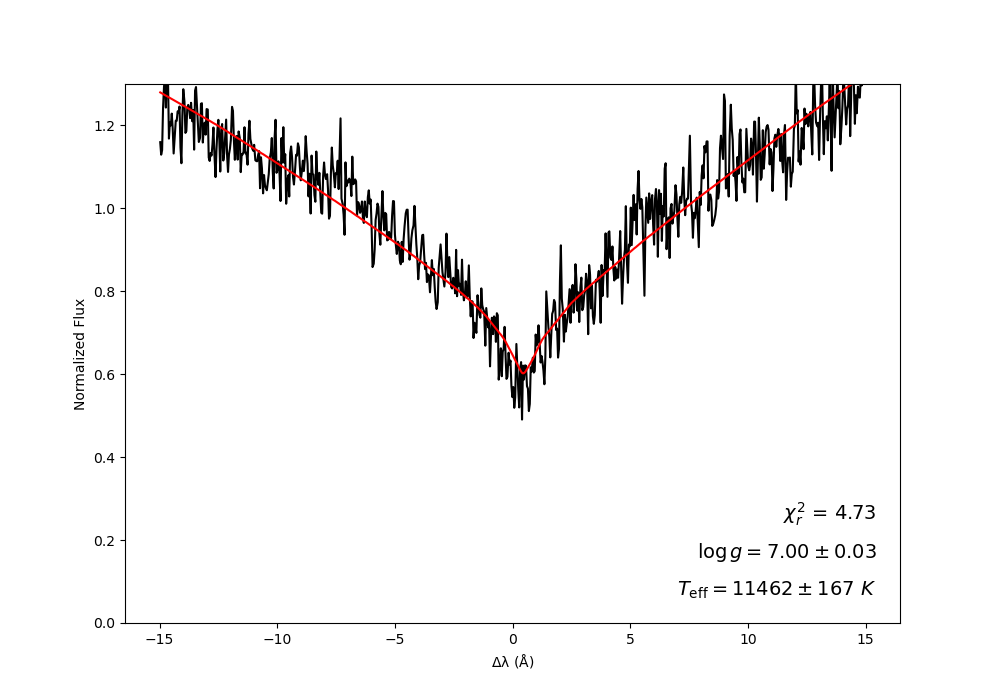 1.2
1.0
0.8
0.6
0.4
0.2
0.0
Normalized Flux
χ²ᵣ = 4.73
log g = 7.00 ± 0.03
T_eff = 11462 ± 167 K
−15 −10 −5 0 5 10 15
Δλ (Å)